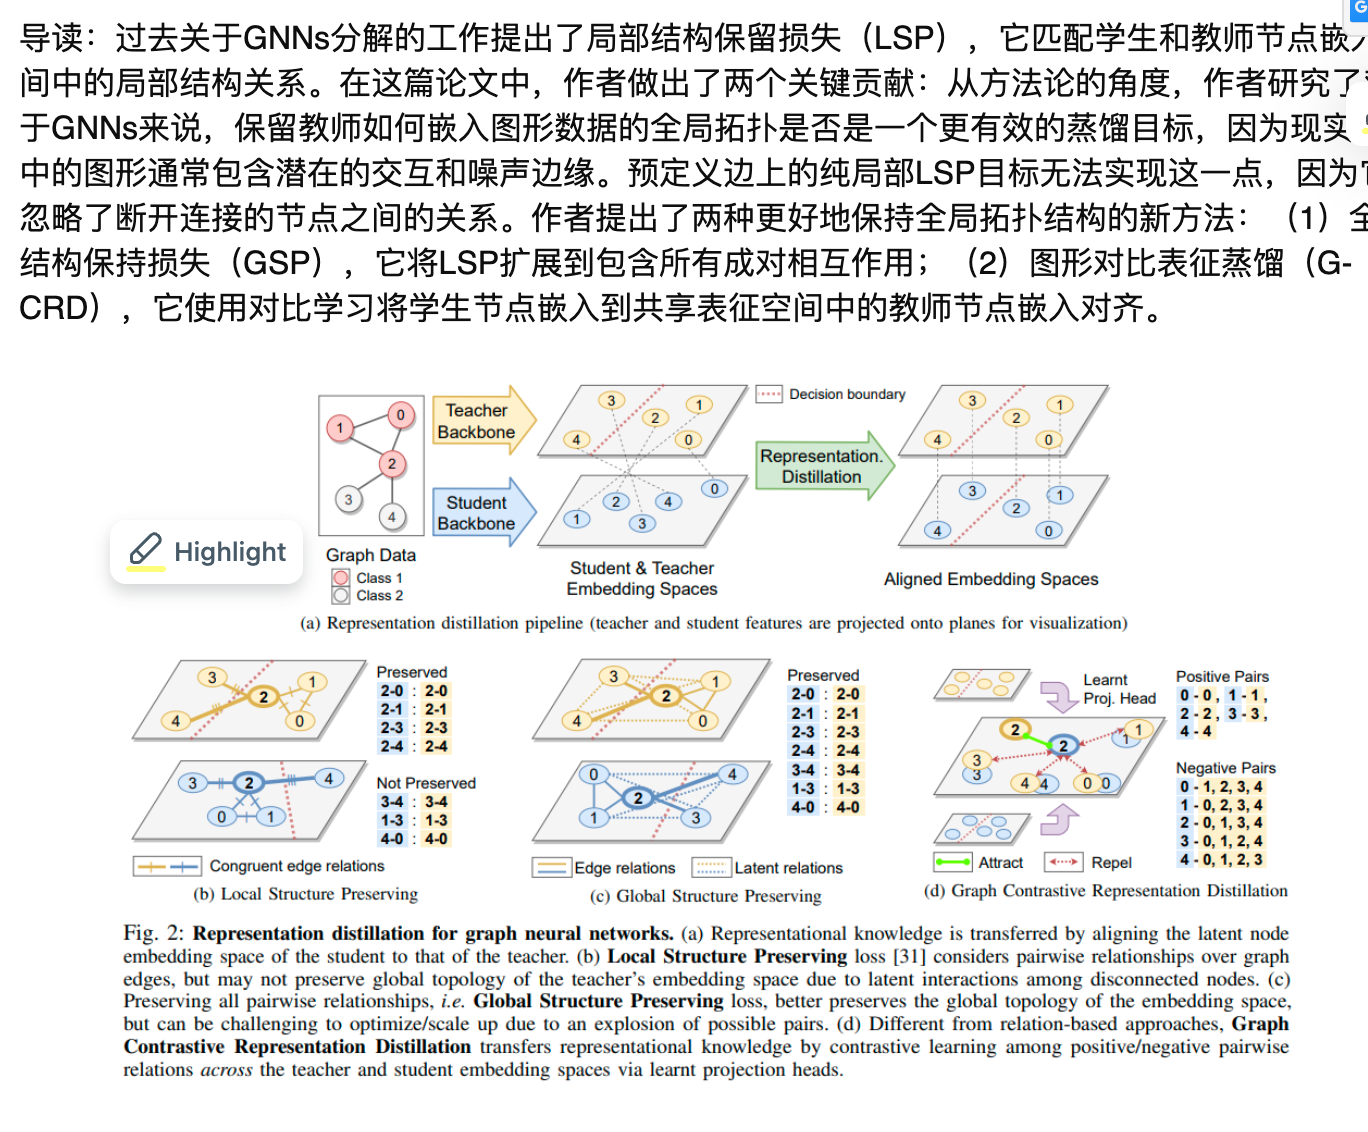 导读：过去关于GNNs分解的工作提出了局部结构保留损失（LSP），它匹配学生和教师节点嵌入
间中的局部结构关系。在这篇论文中，作者做出了两个关键贡献：从方法论的角度，作者研究了
于GNNs来说，保留教师如何嵌入图形数据的全局拓扑是否是一个更有效的蒸馏目标，因为现实
中的图形通常包含潜在的交互和噪声边缘。预定义边上的纯局部LSP目标无法实现这一点，因为它
忽略了断开连接的节点之间的关系。作者提出了两种更好地保持全局拓扑结构的新方法：（1）全
结构保持损失（GSP），它将LSP扩展到包含所有成对相互作用；（2）图形对比表征蒸馏（G-
CRD），它使用对比学习将学生节点嵌入到共享表征空间中的教师节点嵌入对齐。
G
Highlight
0
1
2
3
4
Graph Data
Class 1
Class 2
Teacher
Backbone
Student
Backbone
3
1
2
4
0
0
2
4
1
3
Student & Teacher
Embedding Spaces
Decision boundary
Representation.
Distillation
3
1
2
4
0
3
1
2
4
0
Aligned Embedding Spaces
(a) Representation distillation pipeline (teacher and student features are projected onto planes for visualization)
3
1
2
4
0
3
2
4
0
1
Preserved
2-0 : 2-0
2-1 : 2-1
2-3 : 2-3
2-4 : 2-4
Not Preserved
3-4 : 3-4
1-3 : 1-3
4-0 : 4-0
Congruent edge relations
(b) Local Structure Preserving
3
1
2
4
0
0
4
2
1
3
Preserved
2-0 : 2-0
2-1 : 2-1
2-3 : 2-3
2-4 : 2-4
3-4 : 3-4
1-3 : 1-3
4-0 : 4-0
Edge relations
Latent relations
(c) Global Structure Preserving
Learnt
Proj. Head
2
2
1
1
3
3
4
4
0
0
Attract
Repel
Positive Pairs
0 - 0 , 1 - 1 ,
2 - 2 , 3 - 3 ,
4 - 4
Negative Pairs
0 - 1, 2, 3, 4
1 - 0, 2, 3, 4
2 - 0, 1, 3, 4
3 - 0, 1, 2, 4
4 - 0, 1, 2, 3
(d) Graph Contrastive Representation Distillation
Fig. 2: Representation distillation for graph neural networks. (a) Representational knowledge is transferred by aligning the latent node
embedding space of the student to that of the teacher. (b) Local Structure Preserving loss [31] considers pairwise relationships over graph
edges, but may not preserve global topology of the teacher's embedding space due to latent interactions among disconnected nodes. (c)
Preserving all pairwise relationships, i.e. Global Structure Preserving loss, better preserves the global topology of the embedding space,
but can be challenging to optimize/scale up due to an explosion of possible pairs. (d) Different from relation-based approaches, Graph
Contrastive Representation Distillation transfers representational knowledge by contrastive learning among positive/negative pairwise
relations across the teacher and student embedding spaces via learnt projection heads.